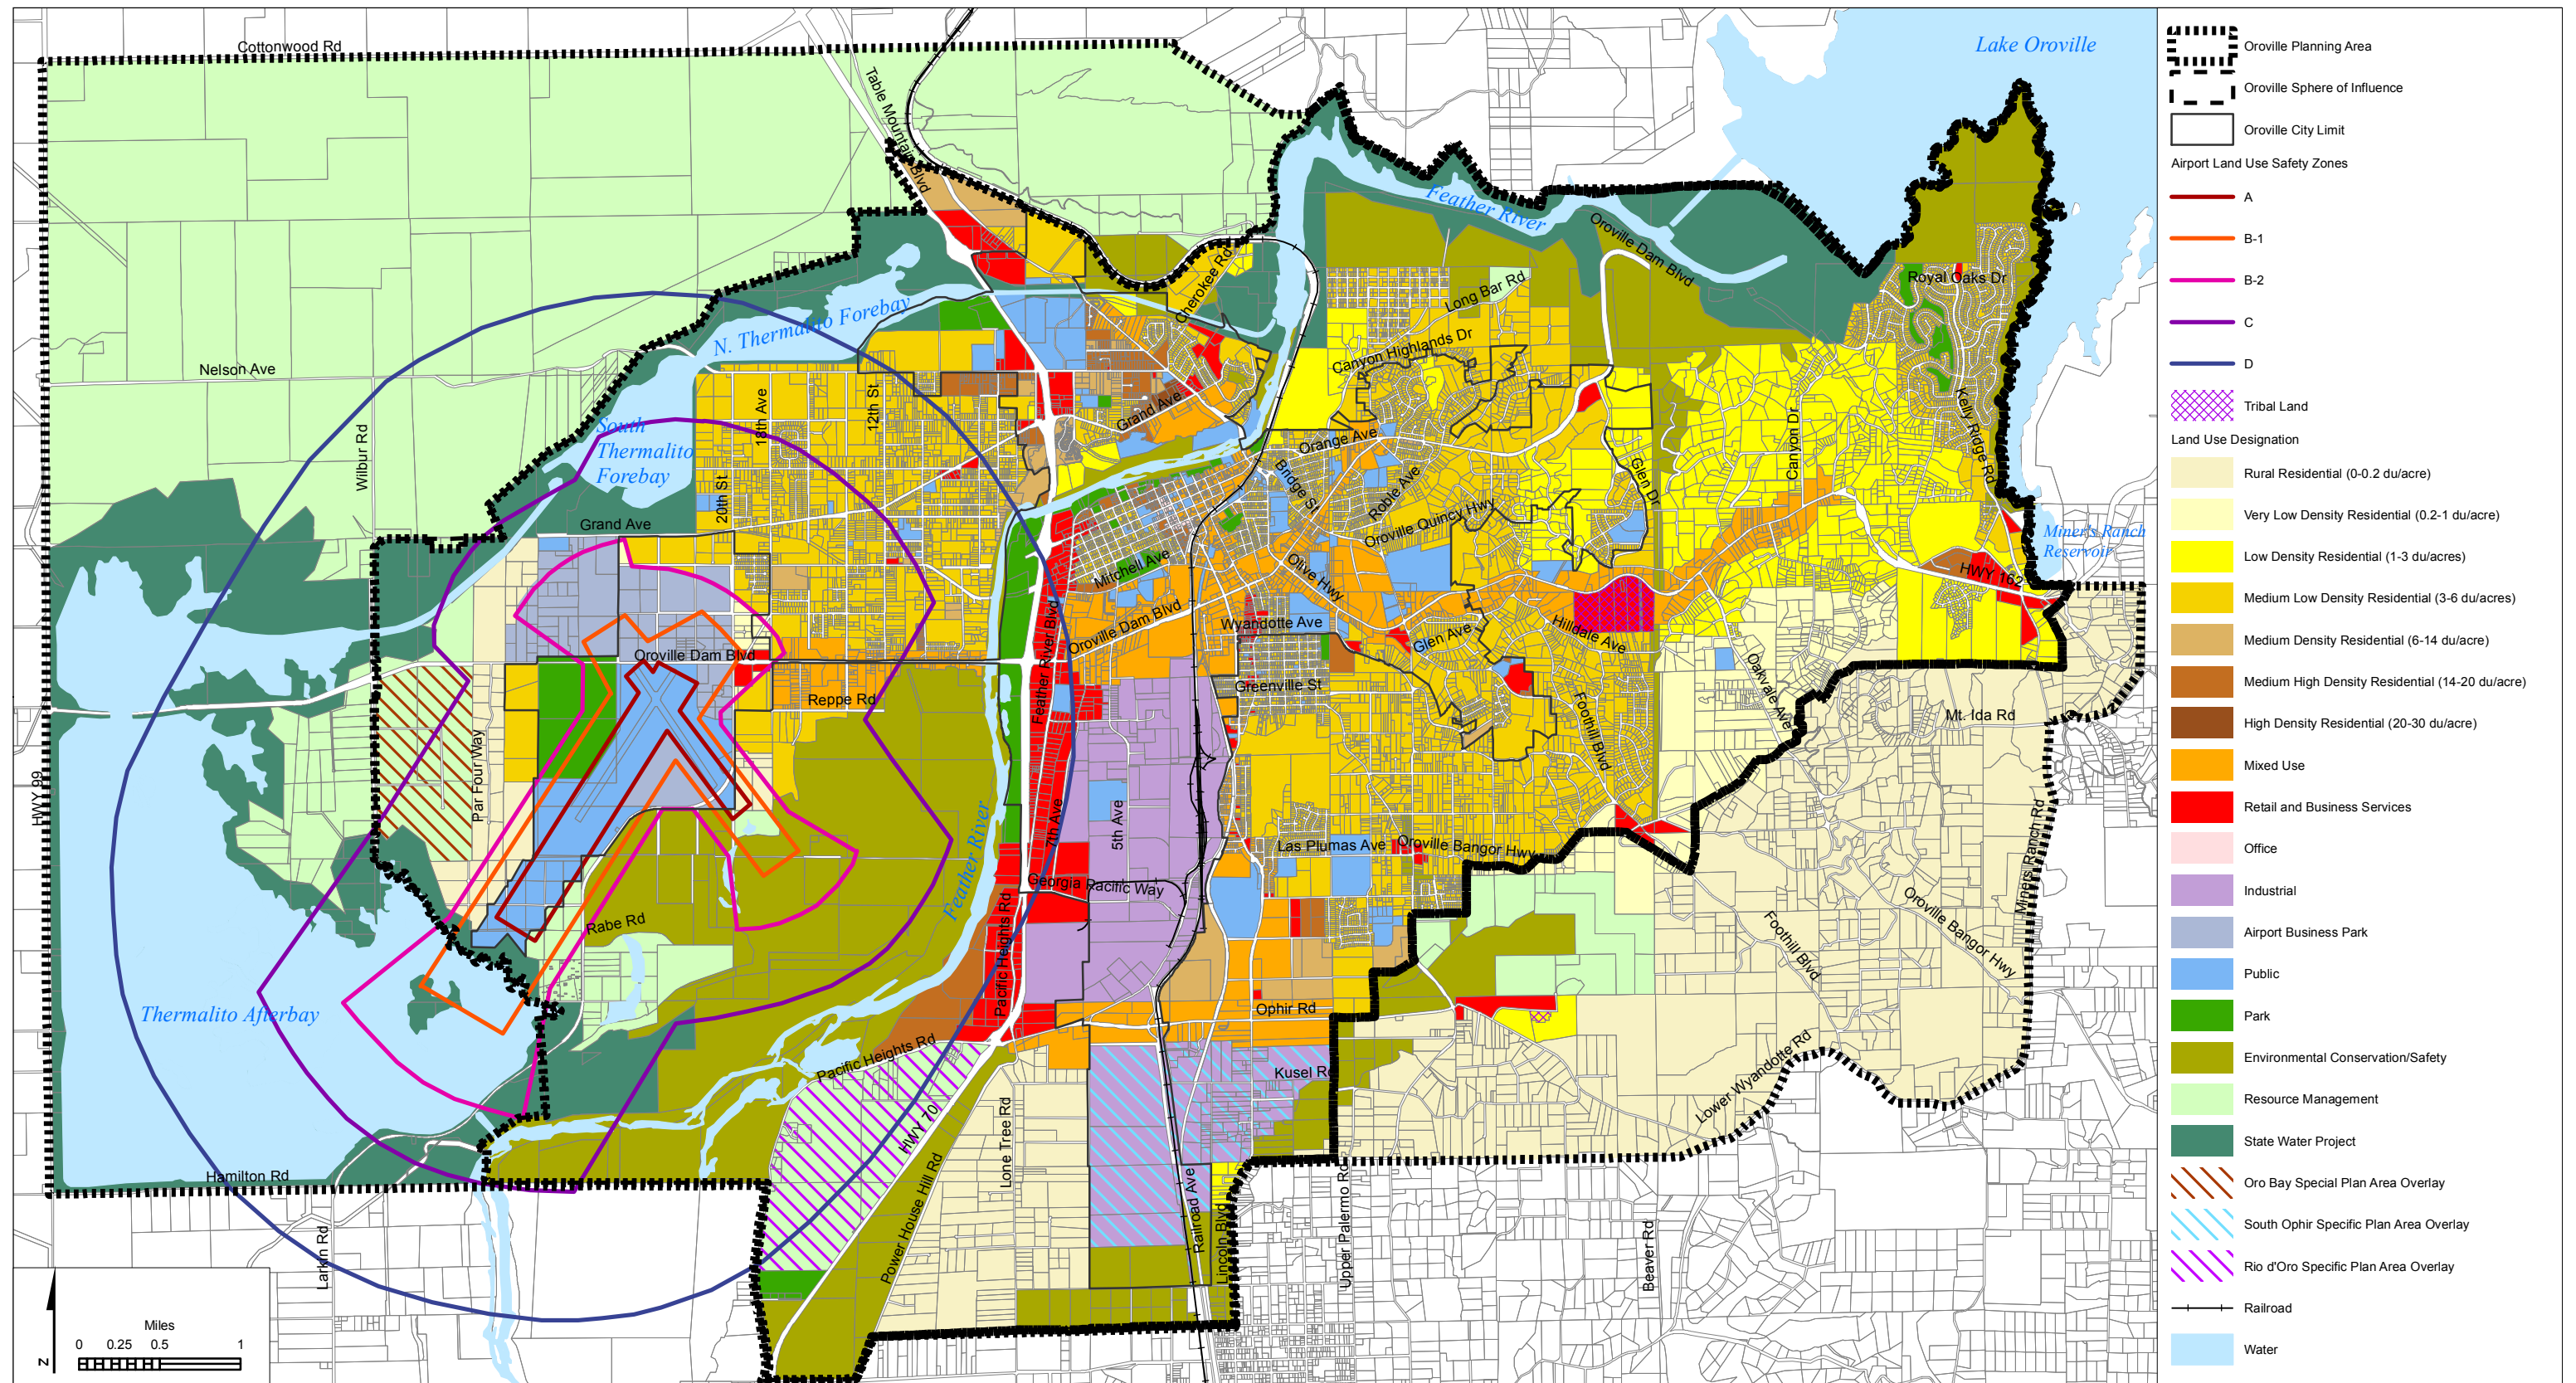 Cottonwood Rd
Lake Oroville
Table Mountain Blvd
Feather River
Oroville Dam Blvd
Cherokee Rd
Royal Oaks Dr
Long Bar Rd
N. Thermalito Forebay
Canyon Highlands Dr
Nelson Ave
Kelly Ridge Rd
18th Ave
12th St
Grand Ave
Canyon Dr
South
Thermalito
Forebay
Orange Ave
Wilbur Rd
Bridge St
Roble Ave
Glen Dr
20th St
Grand Ave
Oroville Quincy Hwy
Miner's Ranch
Reservoir
Mitchell Ave
Olive Hwy
HWY 162
Oroville Dam Blvd
Wyandotte Ave
Glen Ave
Hilldale Ave
Oroville Dam Blvd
Feather River Blvd
Greenville St
Oakvale Ave
Reppe Rd
Foothill Blvd
Mt. Ida Rd
Par Four Way
HWY 99
7th Ave
5th Ave
Feather River
Las Plumas Ave
Oroville Bangor Hwy
Miners Ranch Rd
Georgia Pacific Way
Rabe Rd
Pacific Heights Rd
Foothill Blvd
Oroville Bangor Hwy
Thermalito Afterbay
Ophir Rd
Pacific Heights Rd
Kusel Rd
Lower Wyandotte Rd
HWY 70
Lone Tree Rd
Hamilton Rd
Power House Hill Rd
Railroad Ave
Lincoln Blvd
Upper Palermo Rd
Beaver Rd
Larkin Rd
Miles
0 0.25 0.5 1
N
Oroville Planning Area
Oroville Sphere of Influence
Oroville City Limit
Airport Land Use Safety Zones
A
B-1
B-2
C
D
Tribal Land
Land Use Designation
Rural Residential (0-0.2 du/acre)
Very Low Density Residential (0.2-1 du/acre)
Low Density Residential (1-3 du/acres)
Medium Low Density Residential (3-6 du/acres)
Medium Density Residential (6-14 du/acre)
Medium High Density Residential (14-20 du/acre)
High Density Residential (20-30 du/acre)
Mixed Use
Retail and Business Services
Office
Industrial
Airport Business Park
Public
Park
Environmental Conservation/Safety
Resource Management
State Water Project
Oro Bay Special Plan Area Overlay
South Ophir Specific Plan Area Overlay
Rio d'Oro Specific Plan Area Overlay
Railroad
Water